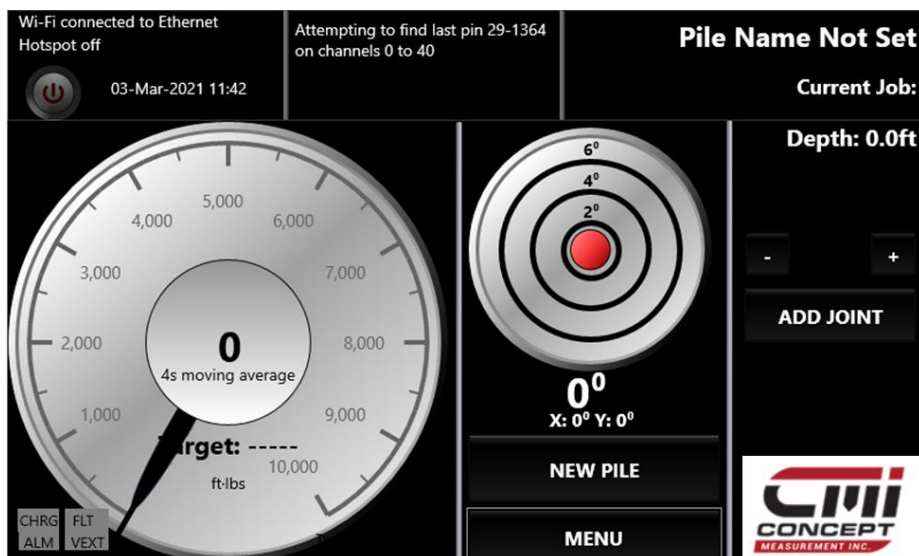 Wi-Fi connected to Ethernet
Hotspot off
03-Mar-2021 11:42
Attempting to find last pin 29-1364
on channels 0 to 40
Pile Name Not Set
Current Job:
Depth: 0.0ft
5,000
4,000
6,000
3,000
7,000
2,000
8,000
1,000
9,000
10,000
0
4s moving average
Target: -----
ft·lbs
CHRG FLT
ALM VEXT
6⁰
4⁰
2⁰
0⁰
X: 0⁰ Y: 0⁰
NEW PILE
MENU
- +
ADD JOINT
CMI
CONCEPT
MEASUREMENT INC.